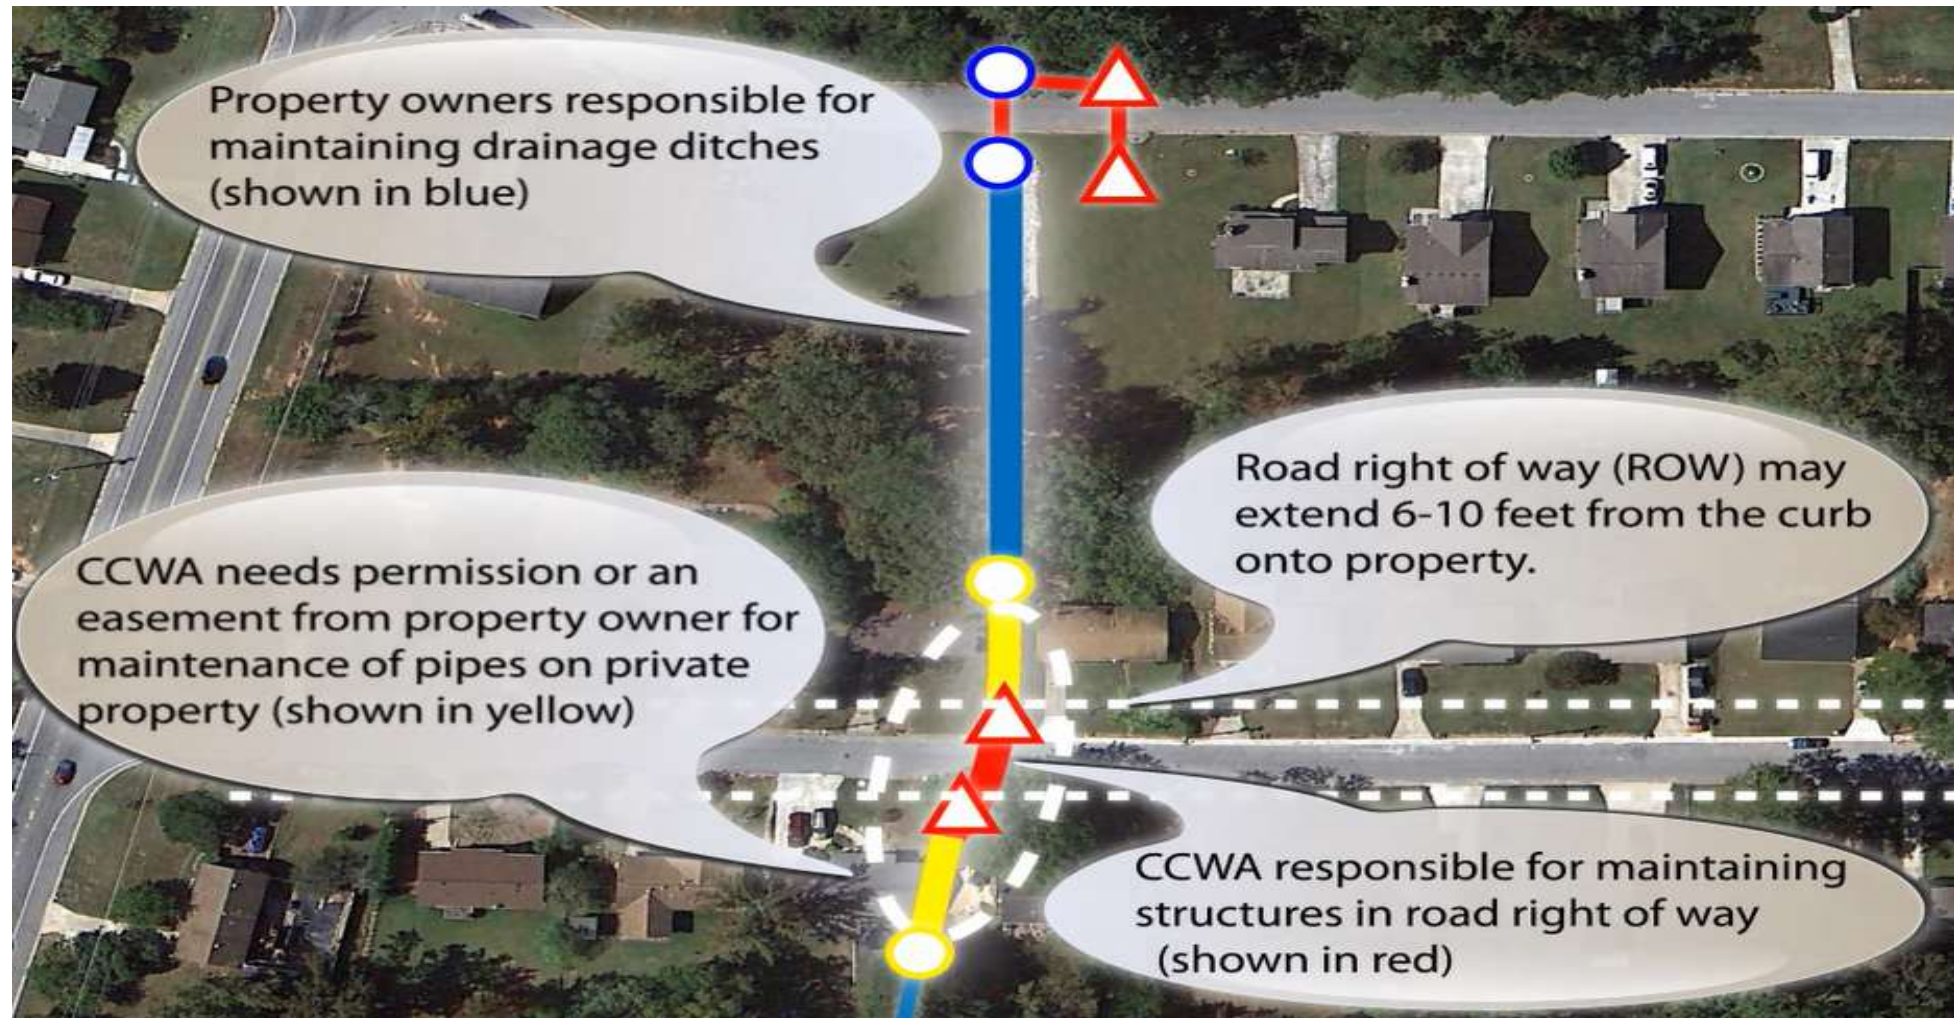 Property owners responsible for
maintaining drainage ditches
(shown in blue)
Road right of way (ROW) may
extend 6-10 feet from the curb
onto property.
CCWA needs permission or an
easement from property owner for
maintenance of pipes on private
property (shown in yellow)
CCWA responsible for maintaining
structures in road right of way
(shown in red)